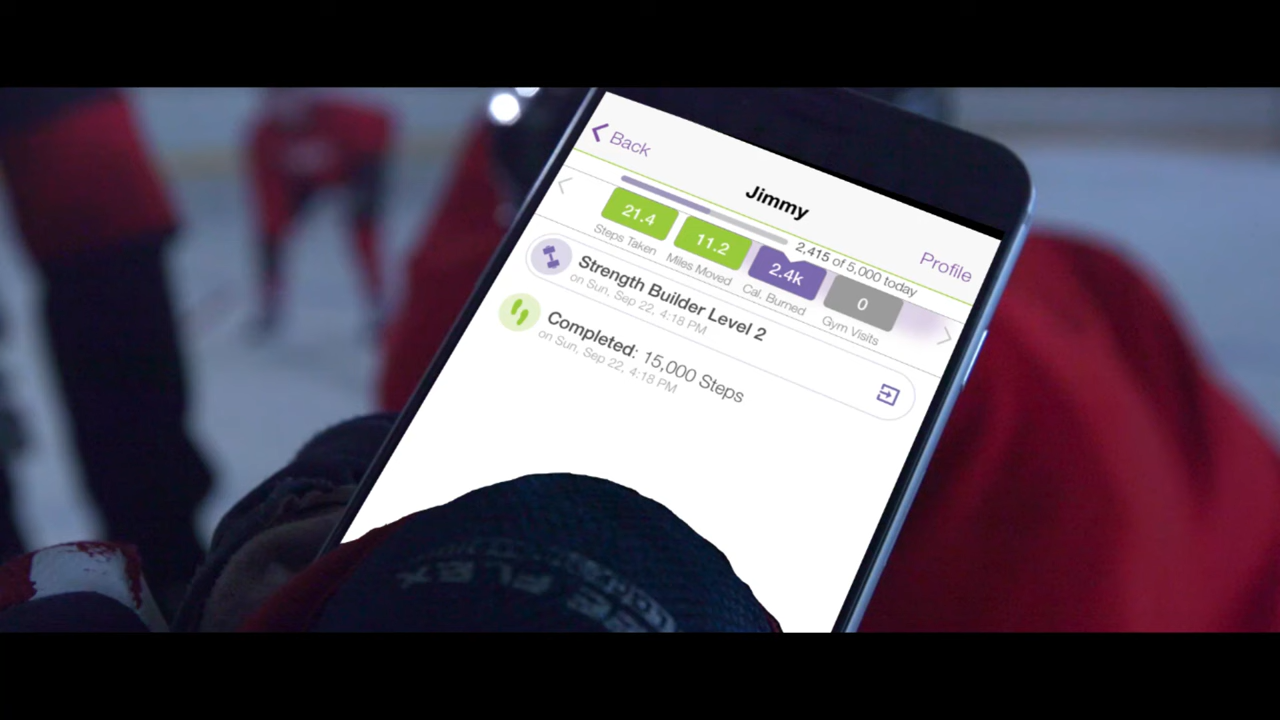 Back
Jimmy
Profile
2,415 of 5,000 today
21.4
11.2
2.4k
0
Steps Taken
Miles Moved
Cal. Burned
Gym Visits
Strength Builder Level 2
on Sun, Sep 22, 4:18 PM
Completed: 15,000 Steps
on Sun, Sep 22, 4:18 PM
FLEX